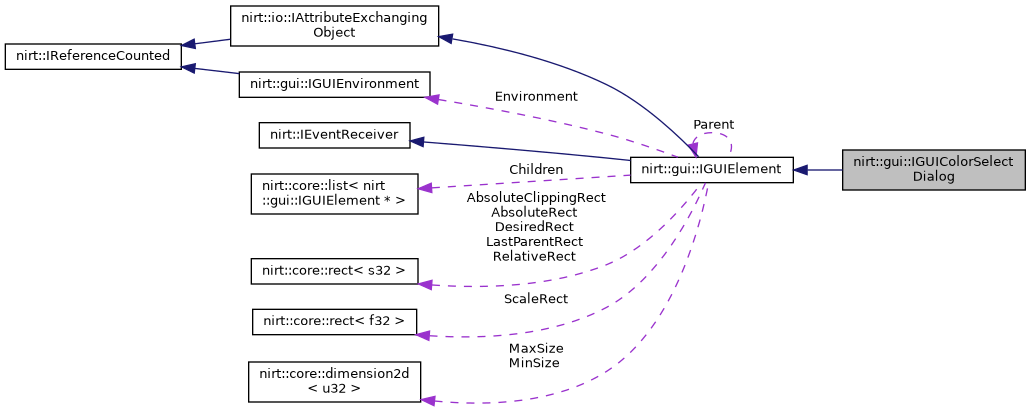 nirt::io::IAttributeExchanging
Object
nirt::IReferenceCounted
nirt::gui::IGUIEnvironment
Environment
Parent
nirt::IEventReceiver
nirt::gui::IGUIElement
nirt::gui::IGUIColorSelect
Dialog
Children
nirt::core::list< nirt
::gui::IGUIElement * >
AbsoluteClippingRect
AbsoluteRect
DesiredRect
LastParentRect
RelativeRect
nirt::core::rect< s32 >
ScaleRect
nirt::core::rect< f32 >
MaxSize
MinSize
nirt::core::dimension2d
< u32 >